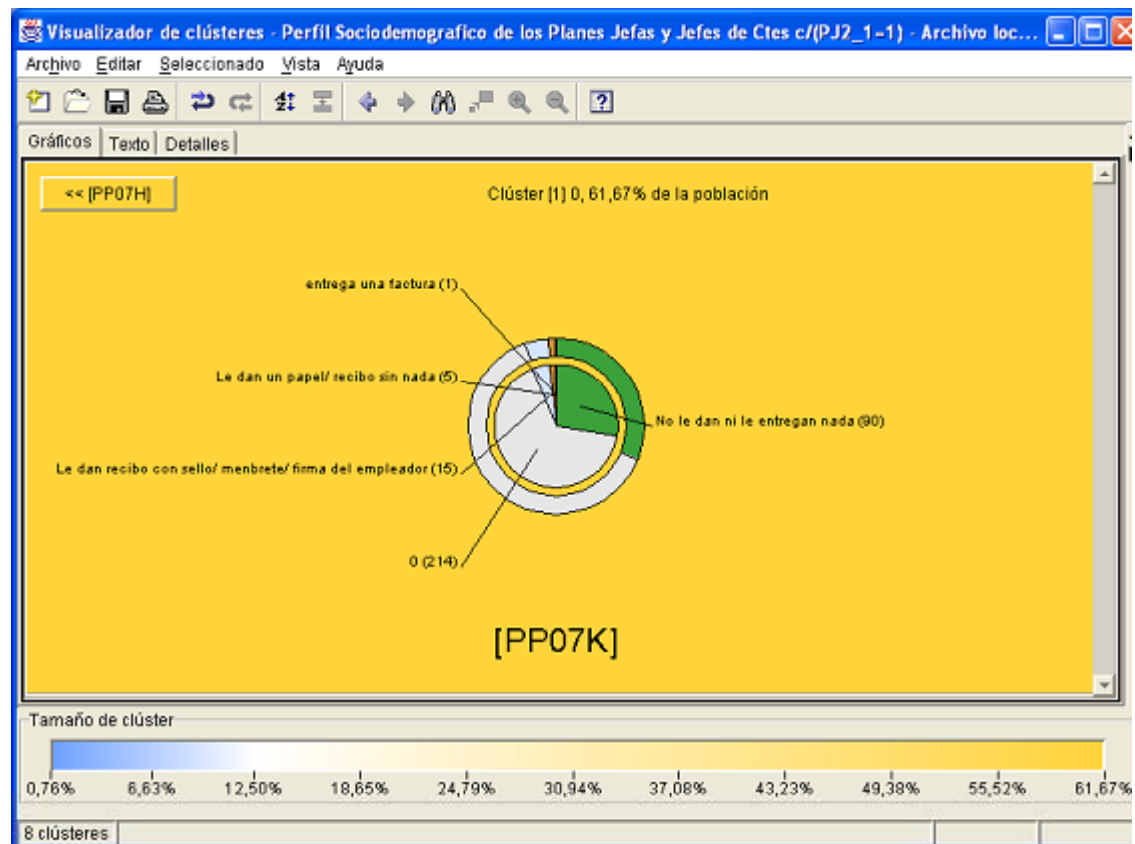 Visualizador de clústeres - Perfil Sociodemografico de los Planes Jefas y Jefes de Ctes c/(PJ2_1=1) - Archivo loc...
Archivo Editar Seleccionado Vista Ayuda
Gráficos Texto Detalles
<< [PP07H]
Clúster [1] 0, 61,67% de la población
entrega una factura (1)
Le dan un papel/ recibo sin nada (5)
No le dan ni le entregan nada (90)
Le dan recibo con sello/ menbrete/ firma del empleador (15)
0 (214)
[PP07K]
Tamaño de clúster
0,76% 6,63% 12,50% 18,65% 24,79% 30,94% 37,08% 43,23% 49,38% 55,52% 61,67%
8 clústeres